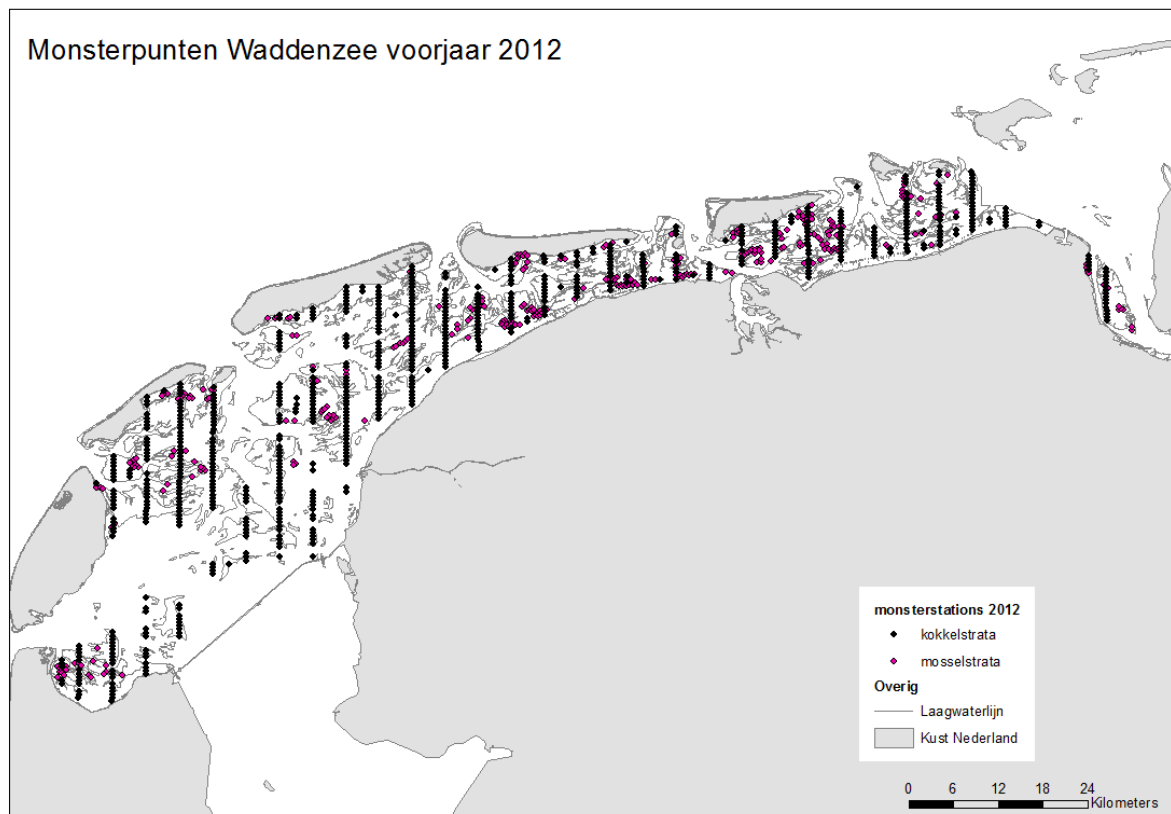 Monsterpunten Waddenzee voorjaar 2012
monsterstations 2012
kokkelstrata
mosselstrata
Overig
Laagwaterlijn
Kust Nederland
0 6 12 18 24
Kilometers